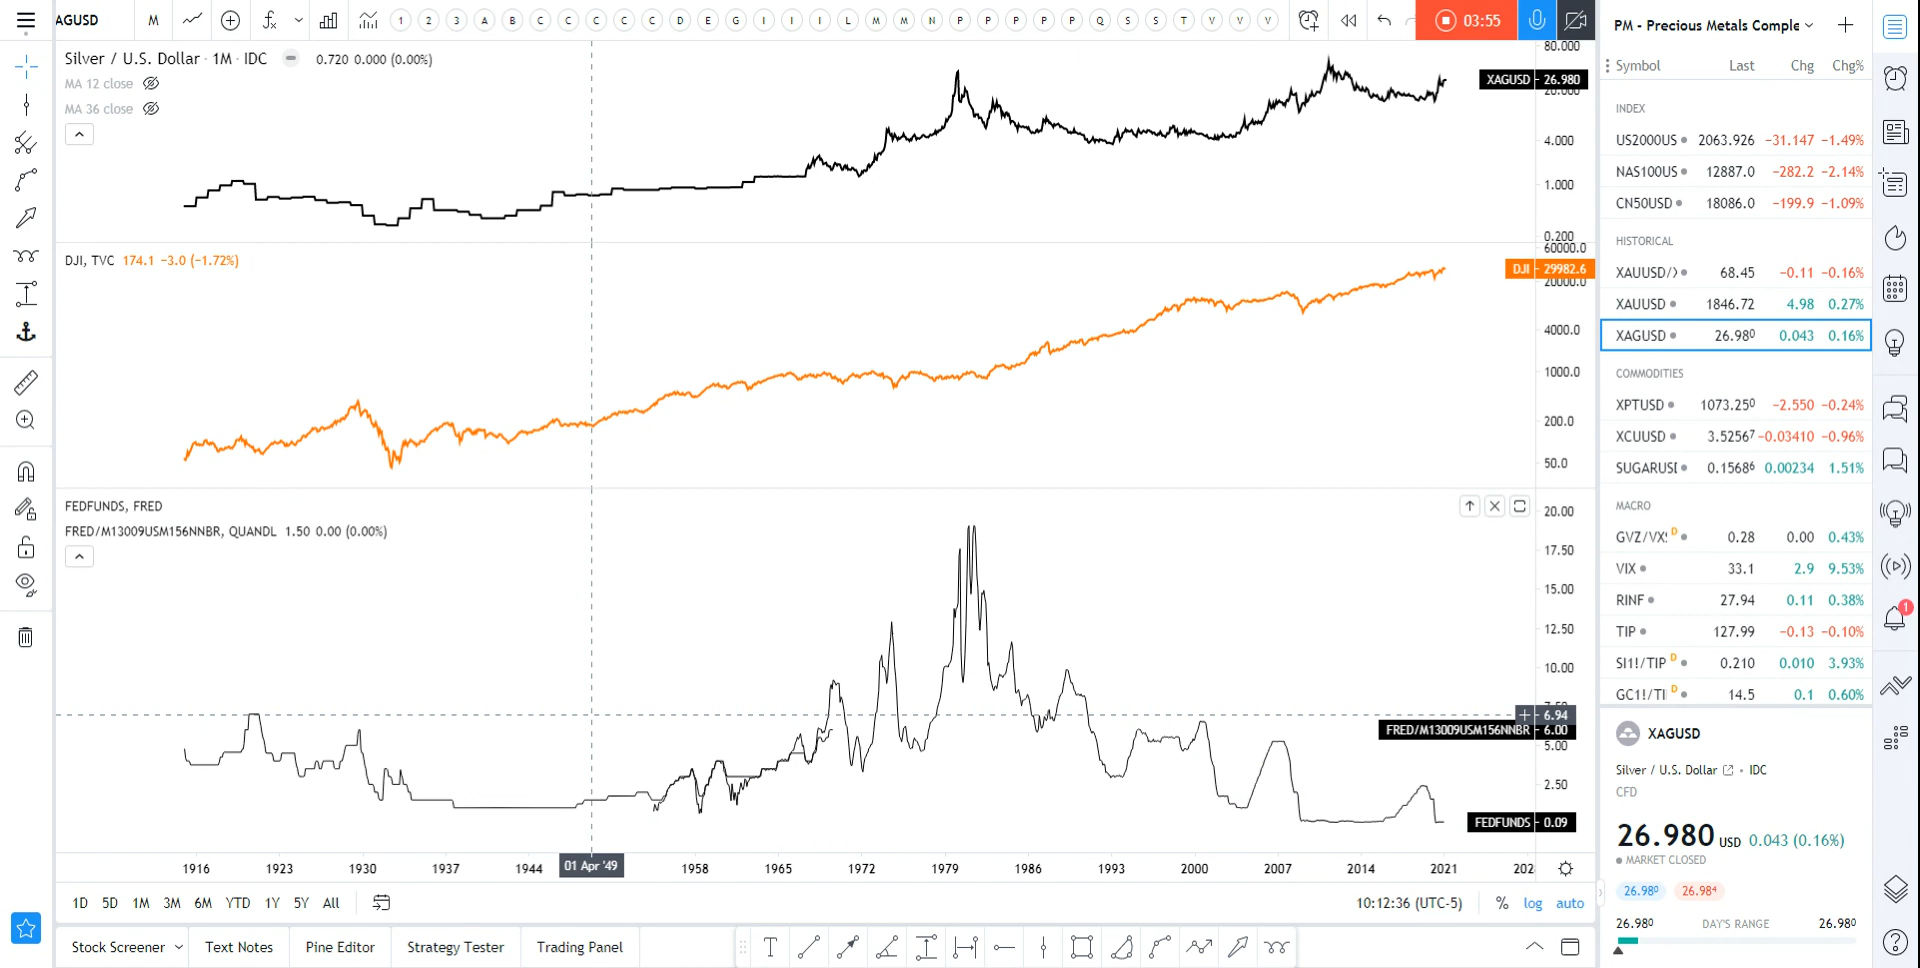 AGUSD M 1 2 3 A B C C C C C D E G I I I L M M N P P P P P Q S S T V V V 03:55
Silver / U.S. Dollar · 1M · IDC 0.720 0.000 (0.00%)
MA 12 close
MA 36 close
80.000
20.000
4.000
1.000
0.200
XAGUSD 26.980
DJI, TVC 174.1 −3.0 (−1.72%)
60000.0
20000.0
4000.0
1000.0
200.0
50.0
DJI 29982.6
FEDFUNDS, FRED
FRED/M13009USM156NNBR, QUANDL 1.50 0.00 (0.00%)
20.00
17.50
15.00
12.50
10.00
6.94
FRED/M13009USM156NNBR 6.00
5.00
2.50
FEDFUNDS 0.09
1916 1923 1930 1937 1944 01 Apr '49 1958 1965 1972 1979 1986 1993 2000 2007 2014 2021 202
1D 5D 1M 3M 6M YTD 1Y 5Y All 10:12:36 (UTC-5) % log auto
Stock Screener Text Notes Pine Editor Strategy Tester Trading Panel
PM - Precious Metals Comple
Symbol Last Chg Chg%
INDEX
US2000US 2063.926 −31.147 −1.49%
NAS100US 12887.0 −282.2 −2.14%
CN50USD 18086.0 −199.9 −1.09%
HISTORICAL
XAUUSD/X 68.45 −0.11 −0.16%
XAUUSD 1846.72 4.98 0.27%
XAGUSD 26.980 0.043 0.16%
COMMODITIES
XPTUSD 1073.250 −2.550 −0.24%
XCUUSD 3.52567 −0.03410 −0.96%
SUGARUSD 0.15686 0.00234 1.51%
MACRO
GVZ/VXS D 0.28 0.00 0.43%
VIX 33.1 2.9 9.53%
RINF 27.94 0.11 0.38%
TIP 127.99 −0.13 −0.10%
SI1!/TIP D 0.210 0.010 3.93%
GC1!/TI D 14.5 0.1 0.60%
XAGUSD
Silver / U.S. Dollar • IDC
CFD
26.980 USD 0.043 (0.16%)
MARKET CLOSED
26.980 26.984
26.980 DAY'S RANGE 26.980
1